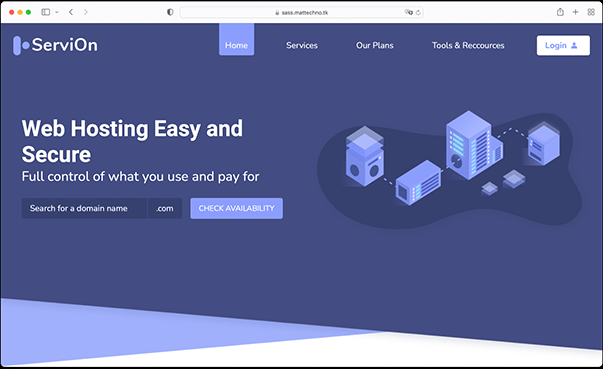 sass.mattechno.tk
ServiOn
Home
Services
Our Plans
Tools & Reccources
Login
Web Hosting Easy and
Secure
Full control of what you use and pay for
Search for a domain name
.com
CHECK AVAILABILITY